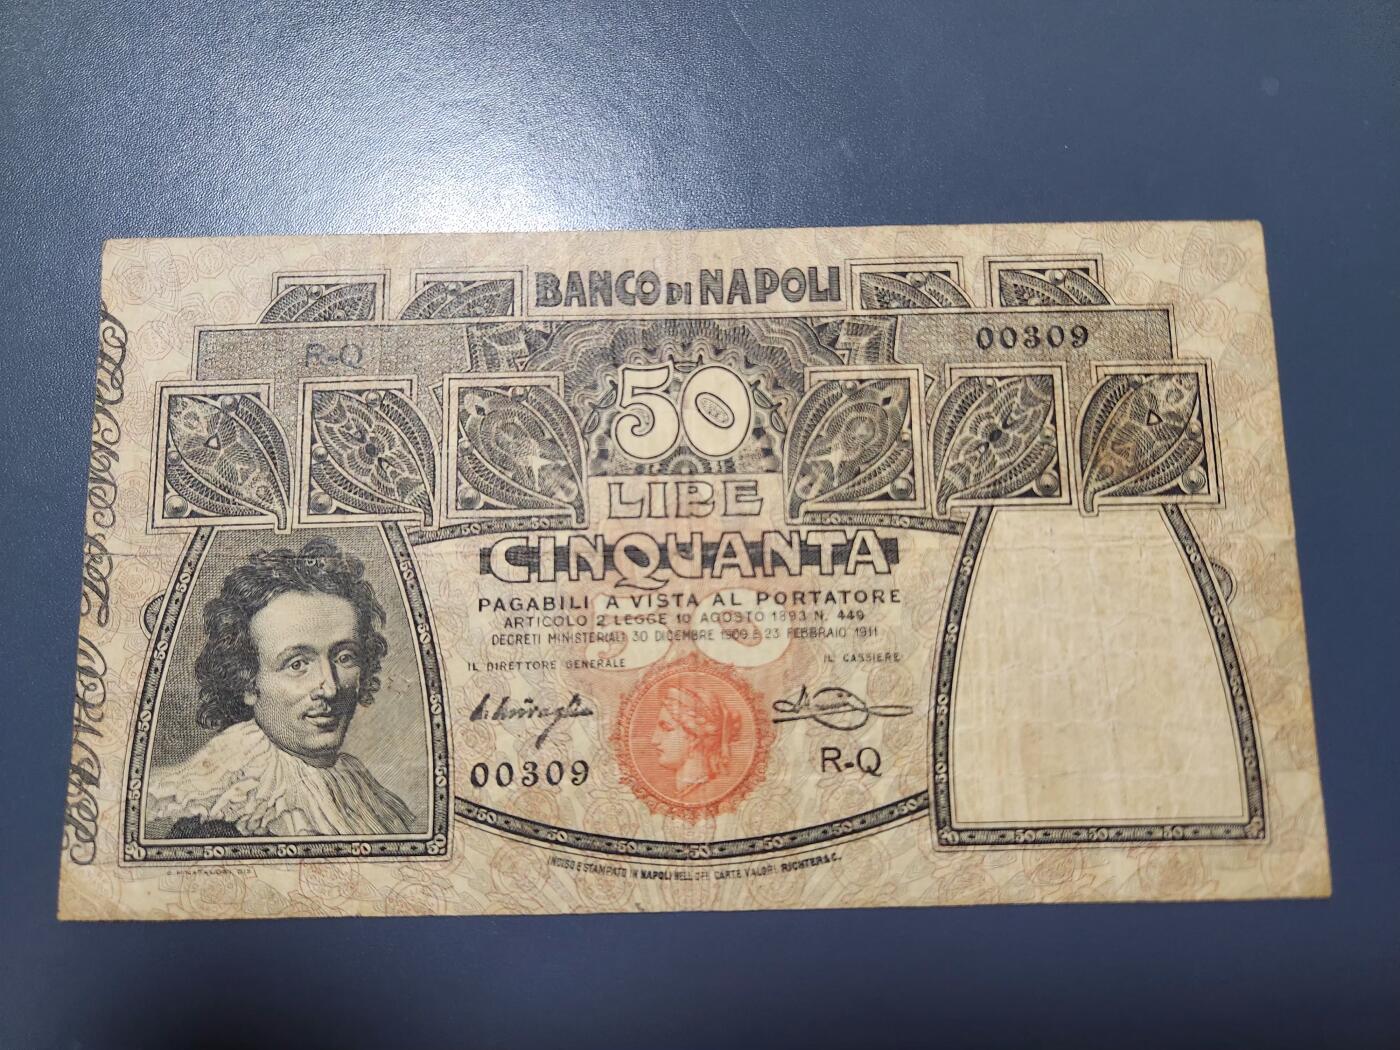 BANCO DI NAPOLI
R-Q
00309
50
LIRE
CINQUANTA
PAGABILI A VISTA AL PORTATORE
ARTICOLO 2 LEGGE 10 AGOSTO 1893 N. 449
DECRETI MINISTERIALI 30 DICEMBRE 1909 E 23 FEBBRAIO 1911
IL DIRETTORE GENERALE
IL CASSIERE
50
00309
R-Q
INCISO E STAMPATO IN NAPOLI NELL'OFF. CARTE VALORI RICHTER & C.